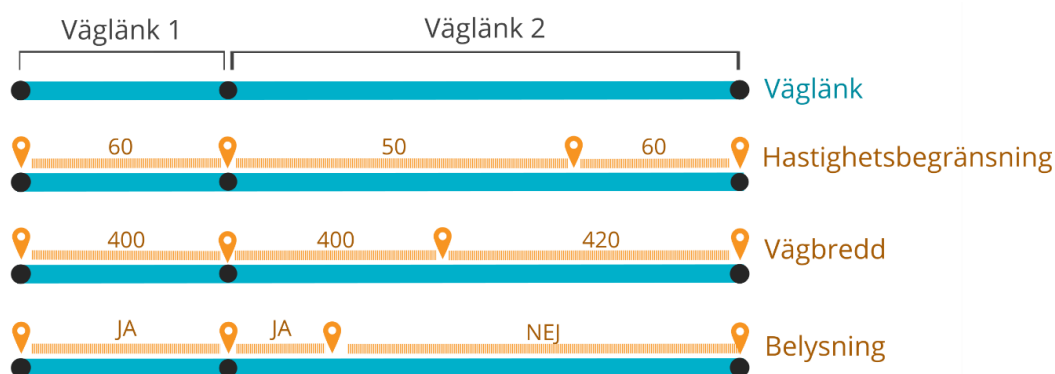 Väglänk 1 Väglänk 2
Väglänk
60 50 60 Hastighetsbegränsning
400 400 420 Vägbredd
JA JA NEJ Belysning